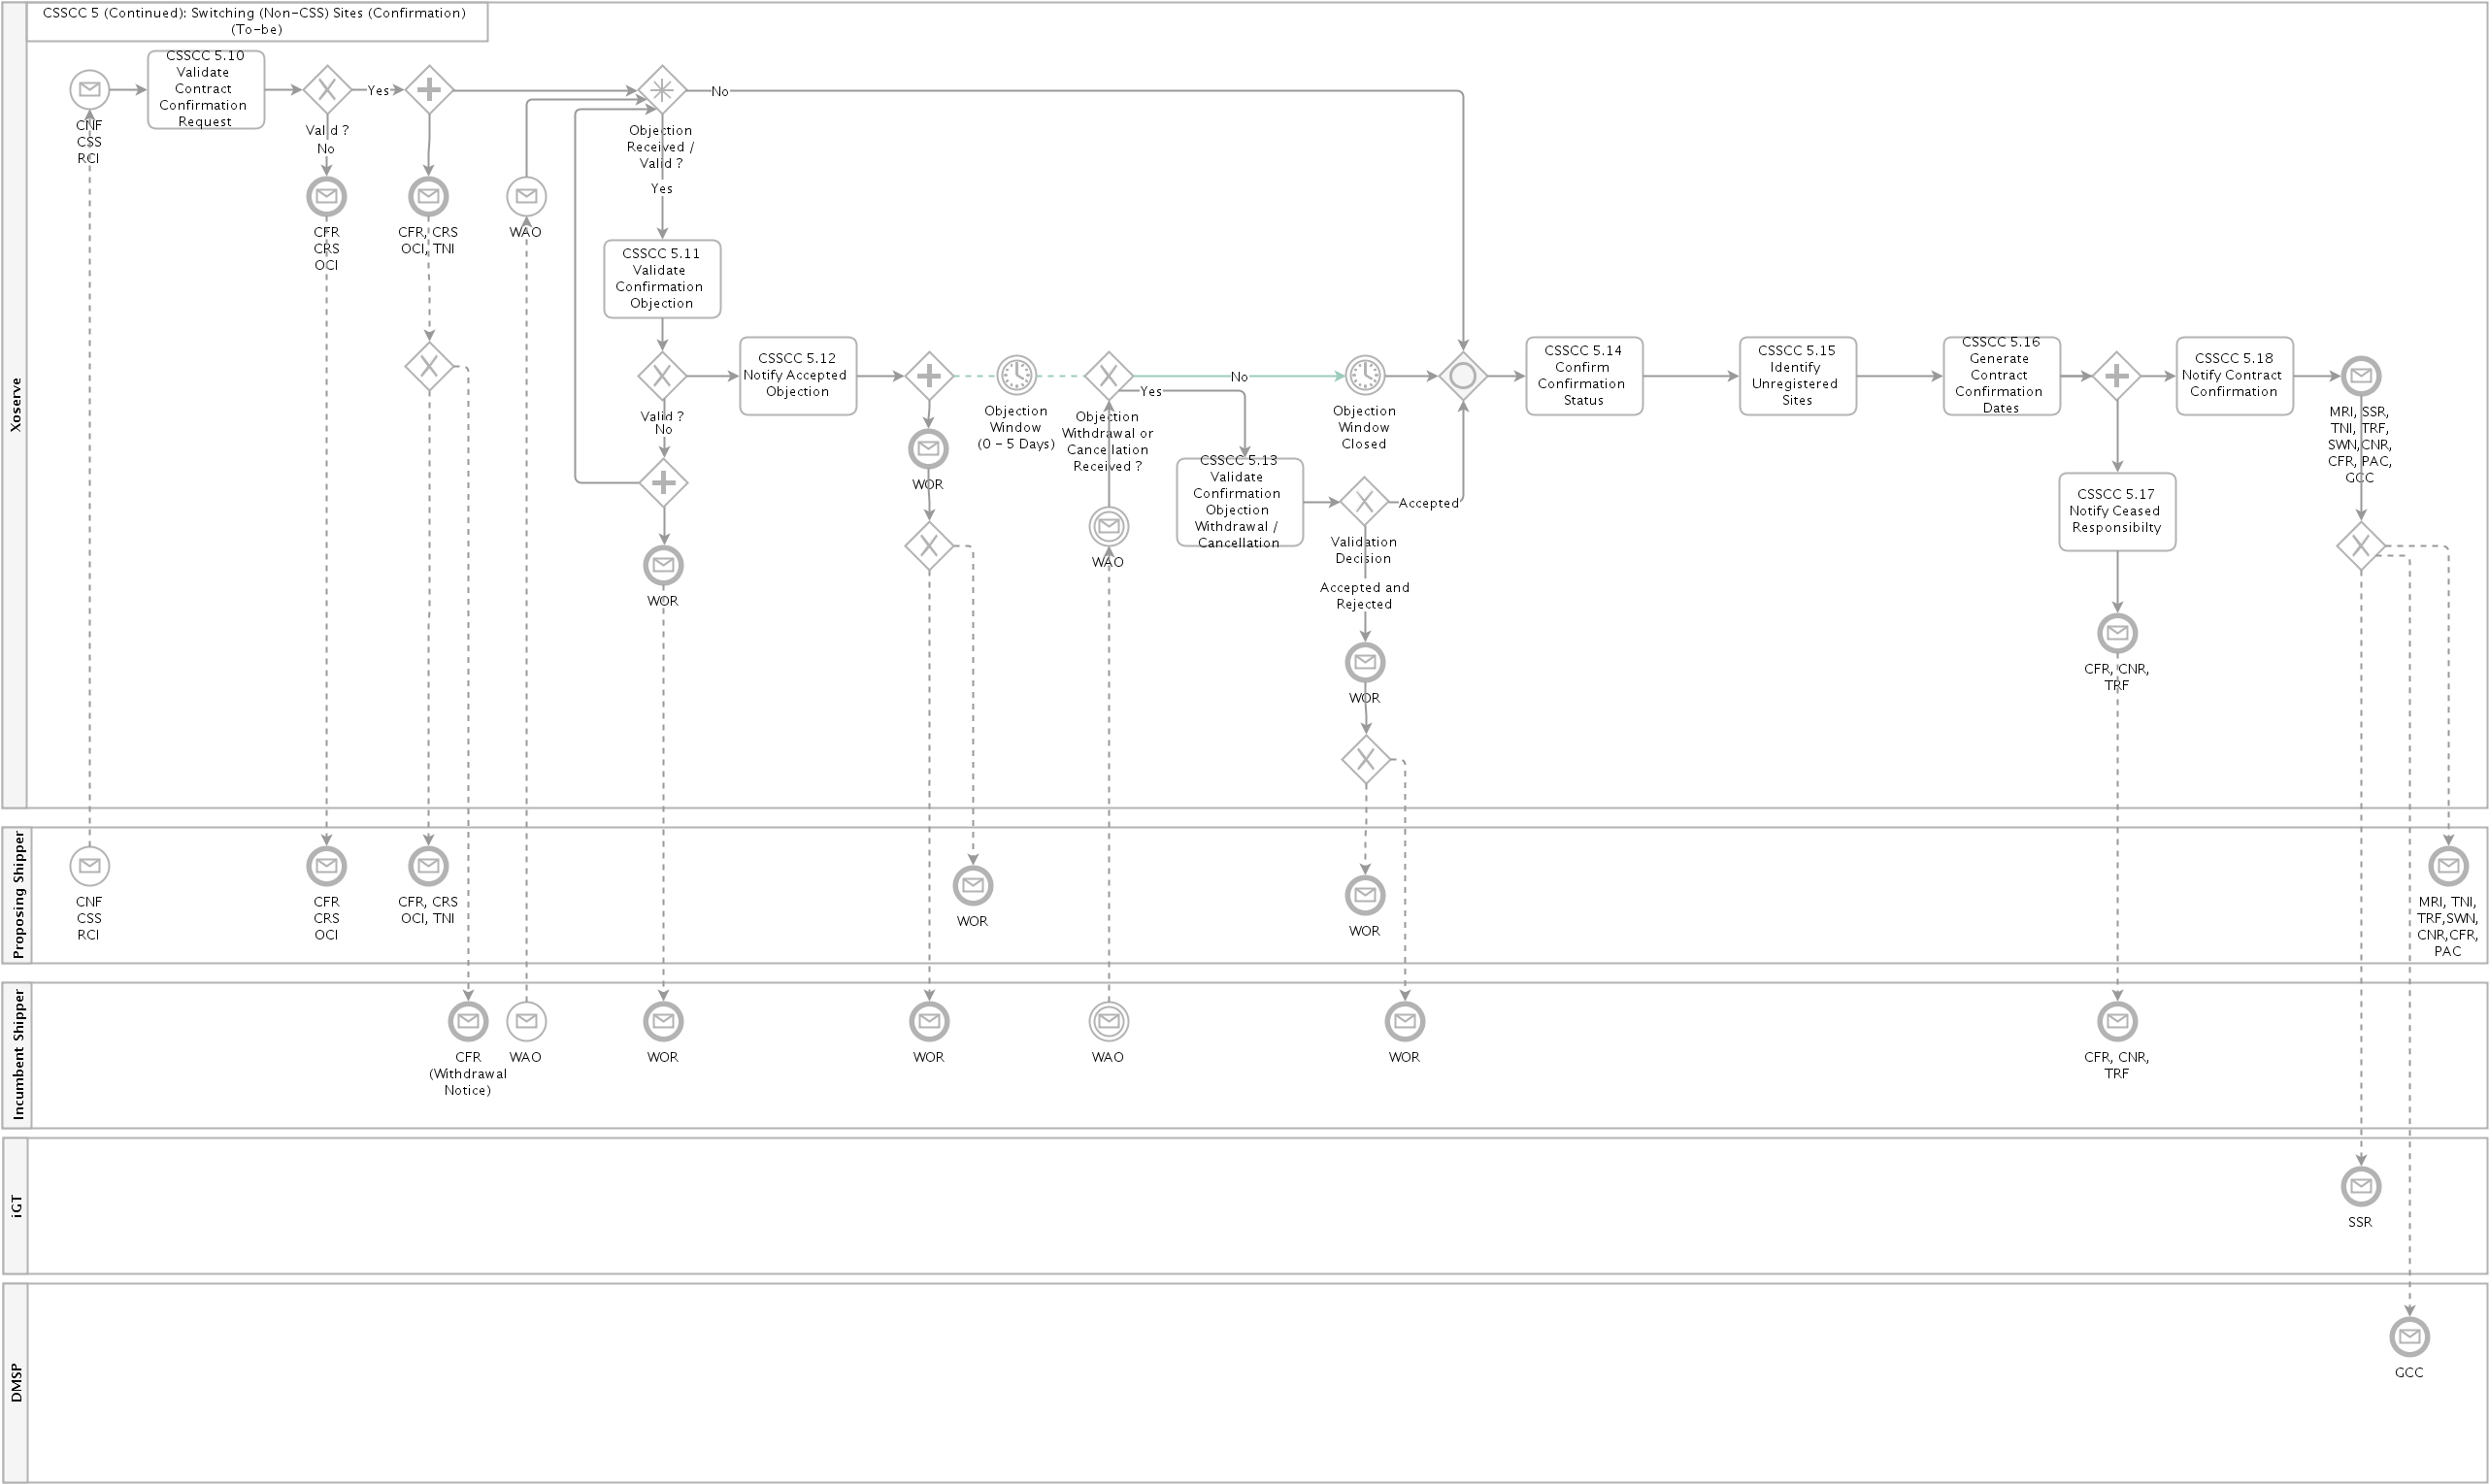 CSSCC 5 (Continued): Switching (Non-CSS) Sites (Confirmation)
(To-be)
Xoserve
CNF
CSS
RCI
CSSCC 5.10
Validate
Contract
Confirmation
Request
Valid ?
No
Yes
CFR
CRS
OCI
CFR, CRS
OCI, TNI
WAO
Objection
Received /
Valid ?
Yes
No
CSSCC 5.11
Validate
Confirmation
Objection
Valid ?
No
WOR
CSSCC 5.12
Notify Accepted
Objection
WOR
Objection
Window
(0 - 5 Days)
Objection
Withdrawal or
Cancellation
Received ?
No
Yes
WAO
CSSCC 5.13
Validate
Confirmation
Objection
Withdrawal /
Cancellation
Objection
Window
Closed
Accepted
Validation
Decision
Accepted and
Rejected
WOR
CSSCC 5.14
Confirm
Confirmation
Status
CSSCC 5.15
Identify
Unregistered
Sites
CSSCC 5.16
Generate
Contract
Confirmation
Dates
CSSCC 5.17
Notify Ceased
Responsibilty
CFR, CNR,
TRF
CSSCC 5.18
Notify Contract
Confirmation
MRI, SSR,
TNI, TRF,
SWN,CNR,
CFR, PAC,
GCC
Proposing Shipper
CNF
CSS
RCI
CFR
CRS
OCI
CFR, CRS
OCI, TNI
WOR
WOR
MRI, TNI,
TRF,SWN,
CNR,CFR,
PAC
Incumbent Shipper
CFR
(Withdrawal
Notice)
WAO
WOR
WOR
WAO
WOR
CFR, CNR,
TRF
iGT
SSR
DMSP
GCC